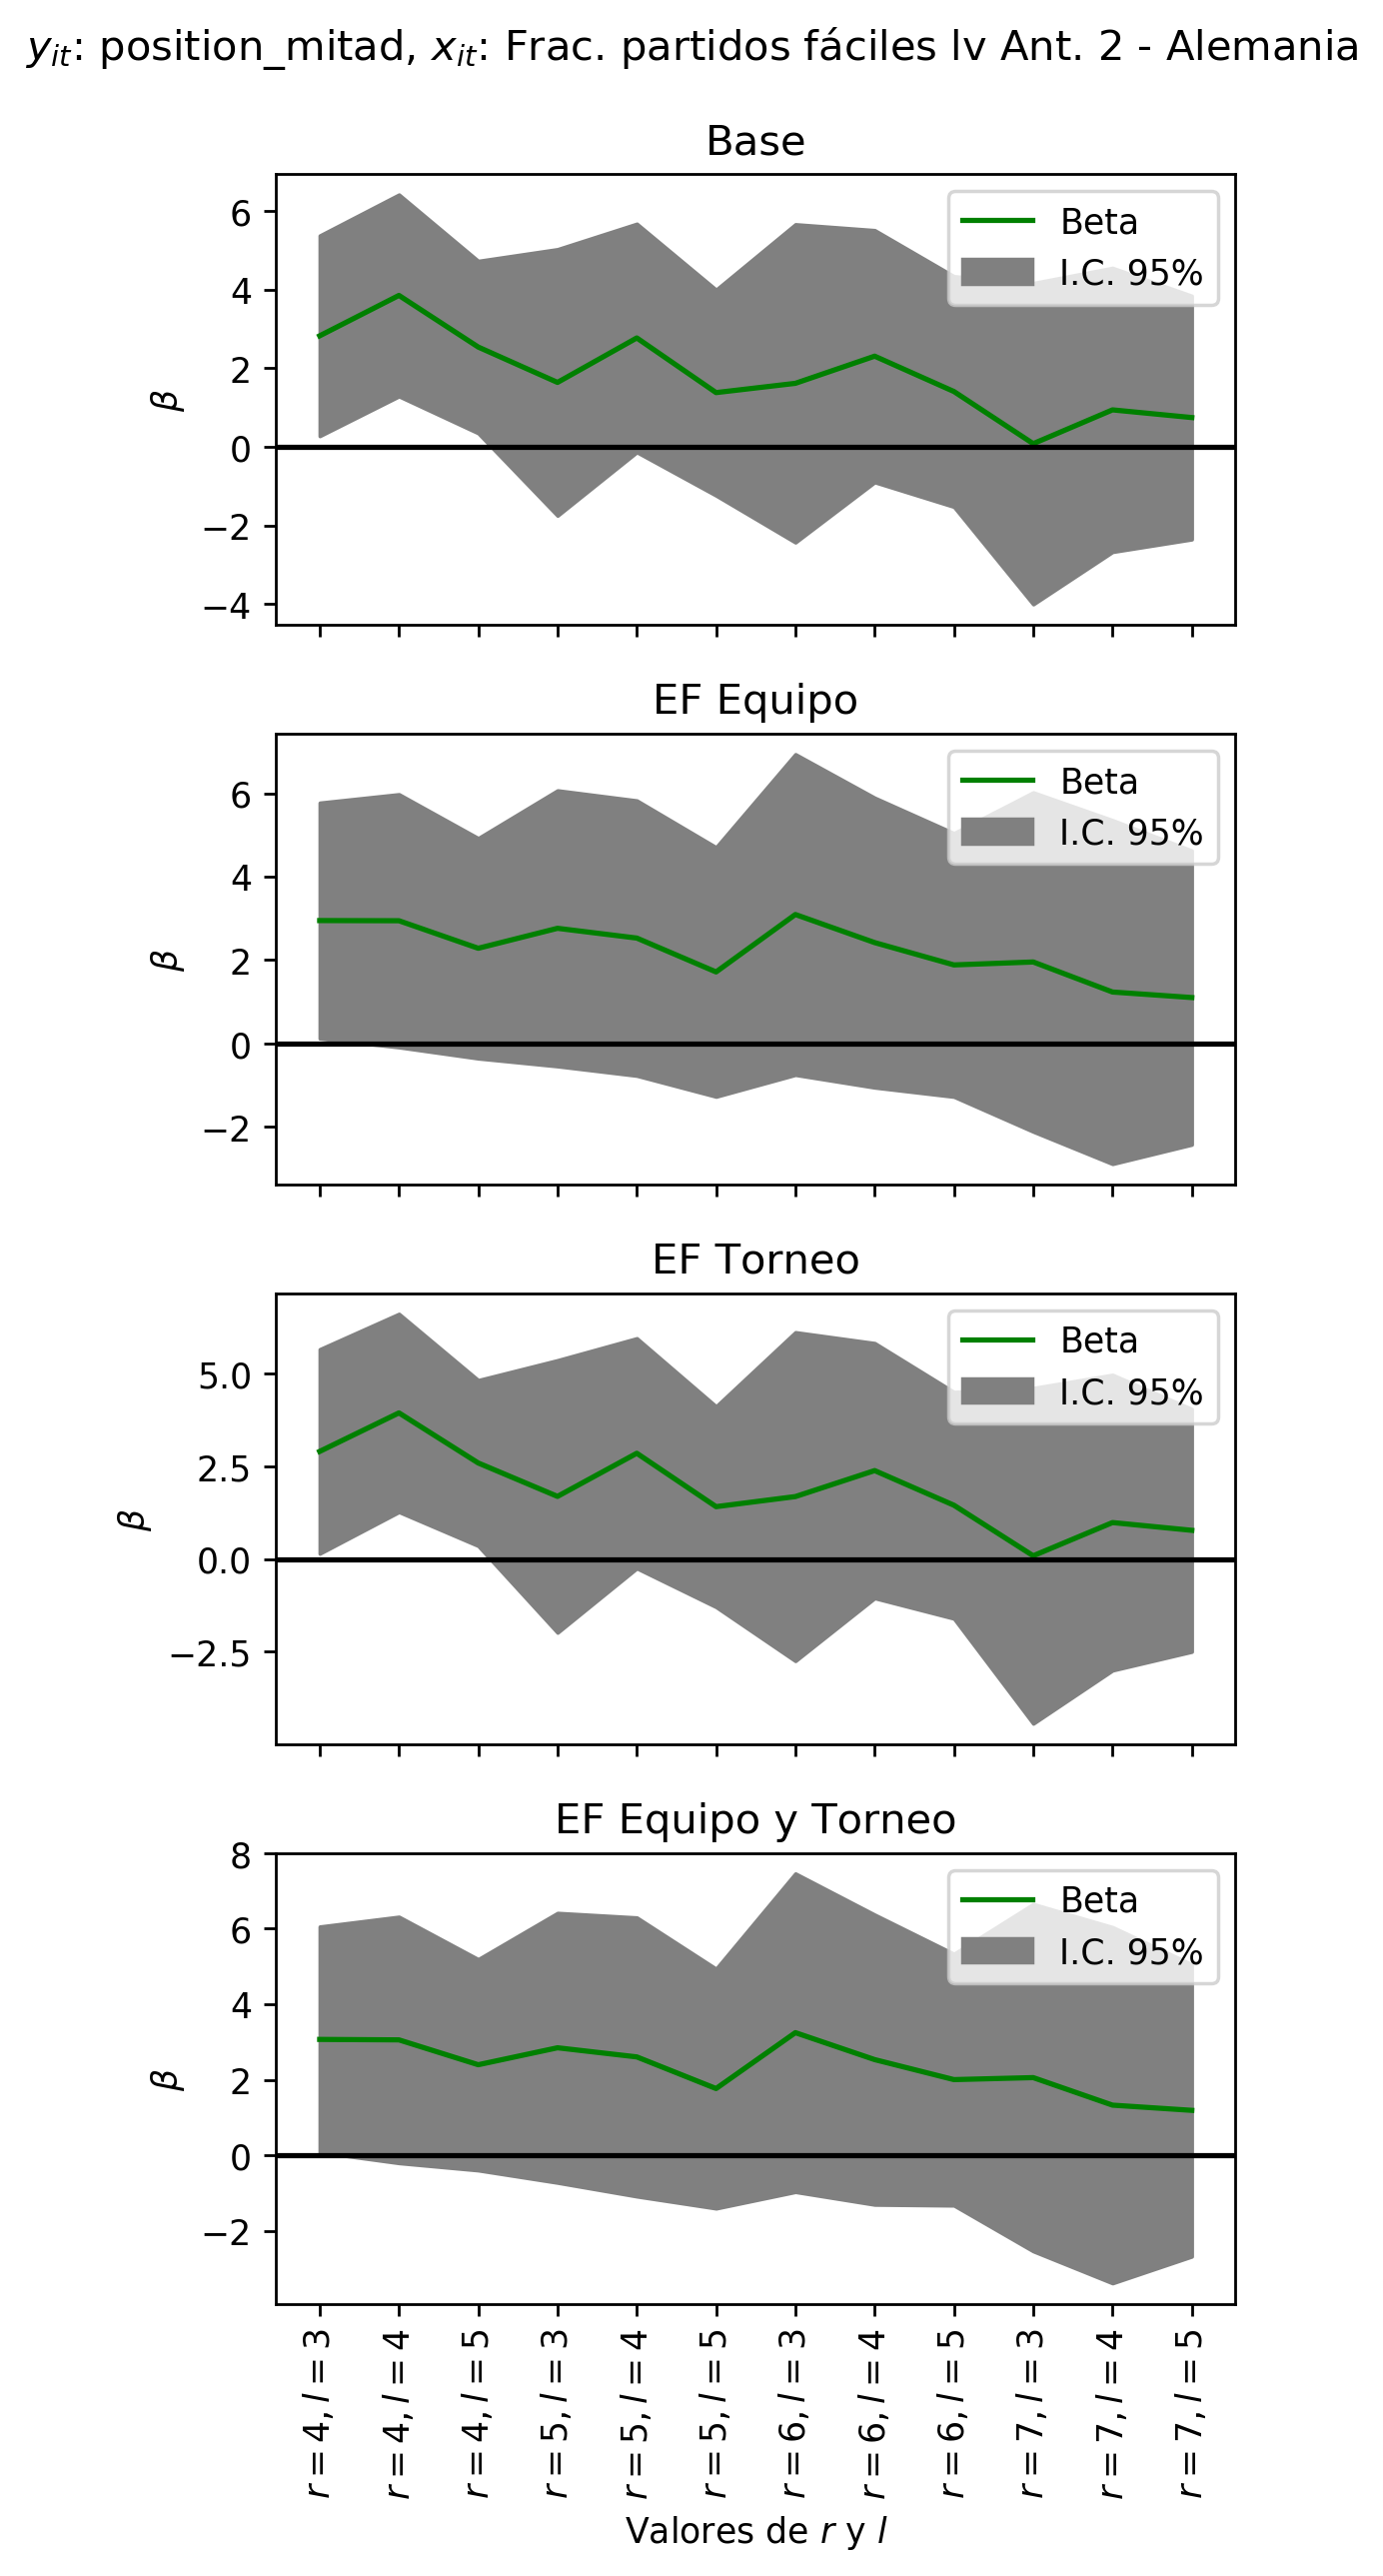 y_it: position_mitad, x_it: Frac. partidos fáciles lv Ant. 2 - Alemania
Base
Beta
I.C. 95%
6
4
2
0
−2
−4
β
EF Equipo
Beta
I.C. 95%
6
4
2
0
−2
β
EF Torneo
Beta
I.C. 95%
5.0
2.5
0.0
−2.5
β
EF Equipo y Torneo
Beta
I.C. 95%
8
6
4
2
0
−2
β
r = 4, l = 3
r = 4, l = 4
r = 4, l = 5
r = 5, l = 3
r = 5, l = 4
r = 5, l = 5
r = 6, l = 3
r = 6, l = 4
r = 6, l = 5
r = 7, l = 3
r = 7, l = 4
r = 7, l = 5
Valores de r y l